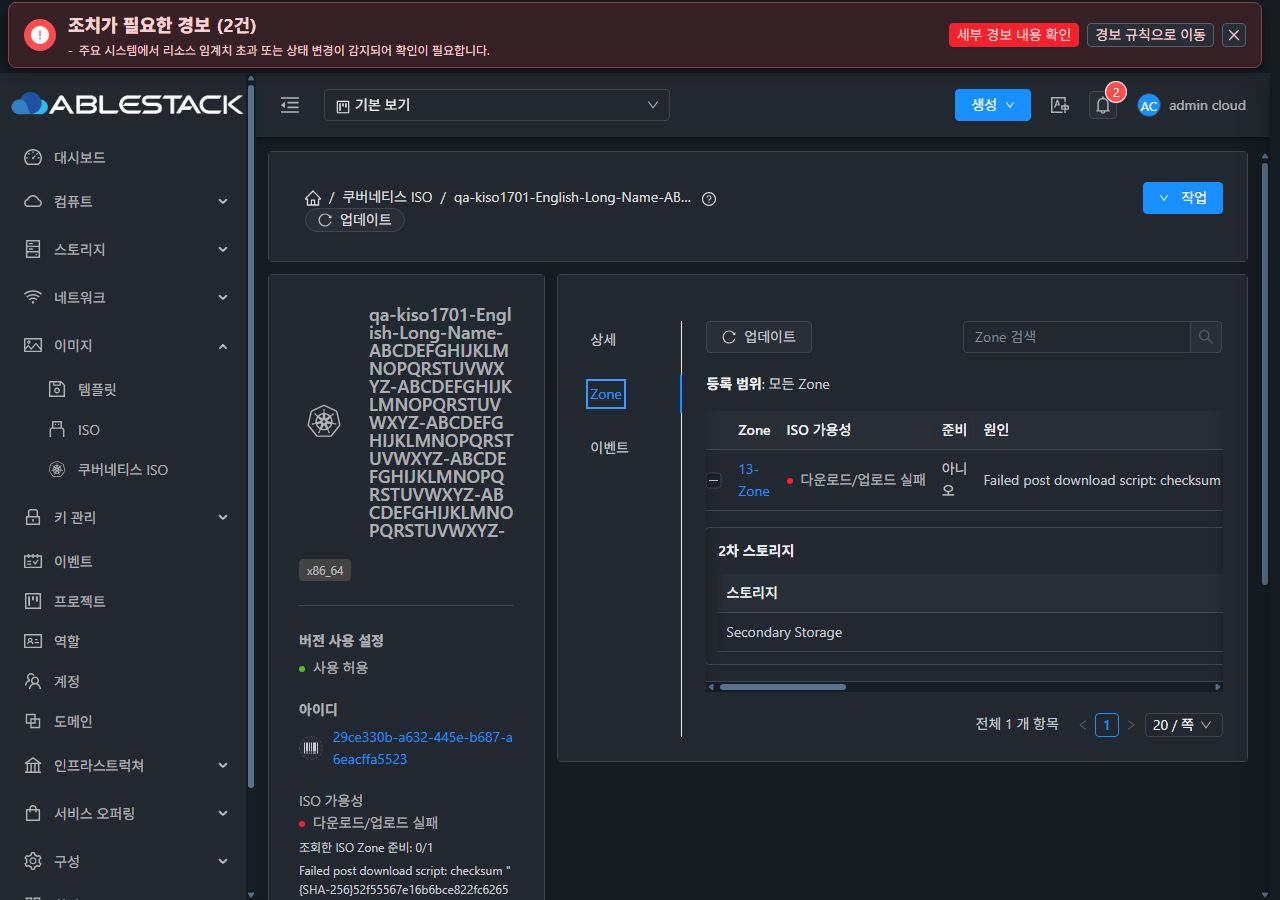 조치가 필요한 경보 (2건)
- 주요 시스템에서 리소스 임계치 초과 또는 상태 변경이 감지되어 확인이 필요합니다.
세부 경보 내용 확인
경보 규칙으로 이동
ABLESTACK
기본 보기
생성
2
AC
admin cloud
대시보드
컴퓨트
스토리지
네트워크
이미지
템플릿
ISO
쿠버네티스 ISO
키 관리
이벤트
프로젝트
역할
계정
도메인
인프라스트럭쳐
서비스 오퍼링
구성
/ 쿠버네티스 ISO / qa-kiso1701-English-Long-Name-AB...
업데이트
작업
qa-kiso1701-Engl
ish-Long-Name-
ABCDEFGHIJKLM
NOPQRSTUVWX
YZ-ABCDEFGHIJK
LMNOPQRSTUV
WXYZ-ABCDEFG
HIJKLMNOPQRST
UVWXYZ-ABCDE
FGHIJKLMNOPQ
RSTUVWXYZ-AB
CDEFGHIJKLMNO
PQRSTUVWXYZ-
x86_64
버전 사용 설정
사용 허용
아이디
29ce330b-a632-445e-b687-a
6eacffa5523
ISO 가용성
다운로드/업로드 실패
조회한 ISO Zone 준비: 0/1
Failed post download script: checksum "
{SHA-256}52f55567e16b6bce822fc6265
상세
Zone
이벤트
업데이트
Zone 검색
등록 범위: 모든 Zone
Zone ISO 가용성 준비 원인
13-
Zone
다운로드/업로드 실패
아니
오
Failed post download script: checksum
2차 스토리지
스토리지
Secondary Storage
전체 1 개 항목
1
20 / 쪽